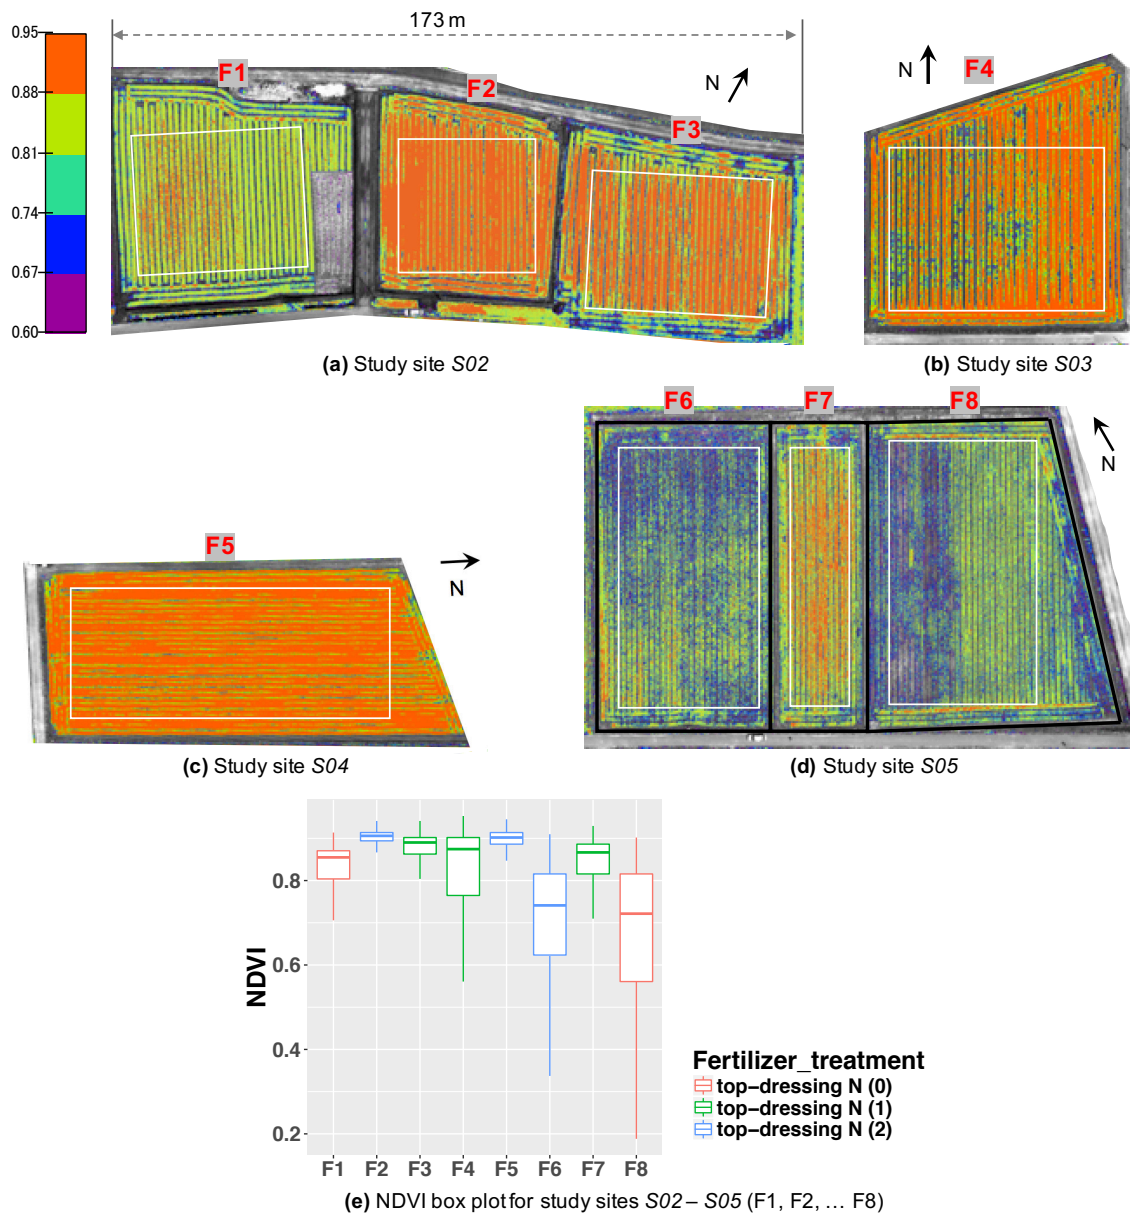 173 m
0.95
0.88
0.81
0.74
0.67
0.60
F1
F2
F3
N
F4
N
(a) Study site S02
(b) Study site S03
F5
N
F6
F7
F8
N
(c) Study site S04
(d) Study site S05
NDVI
0.8
0.6
0.4
0.2
F1 F2 F3 F4 F5 F6 F7 F8
Fertilizer_treatment
top-dressing N (0)
top-dressing N (1)
top-dressing N (2)
(e) NDVI box plot for study sites S02 – S05 (F1, F2, ... F8)